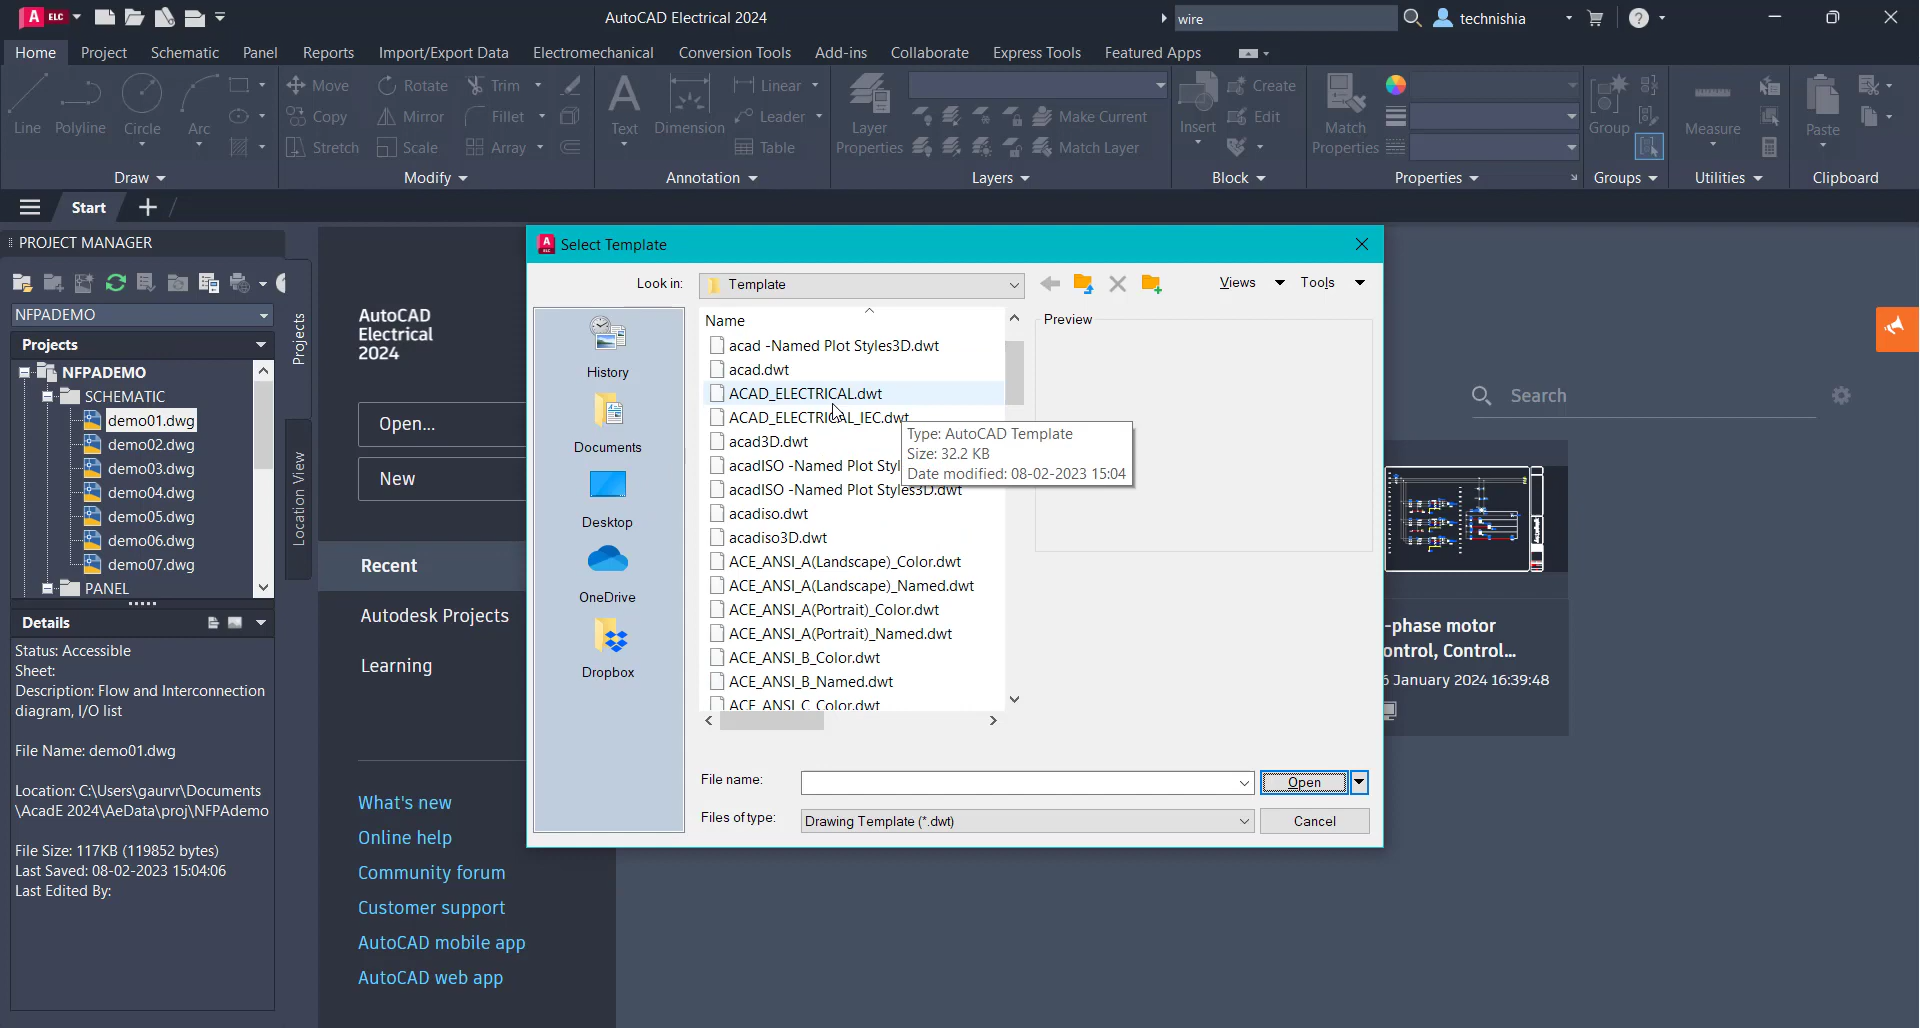 A ELC
AutoCAD Electrical 2024
wire
technishia
?
Home
Project
Schematic
Panel
Reports
Import/Export Data
Electromechanical
Conversion Tools
Add-ins
Collaborate
Express Tools
Featured Apps
Line
Polyline
Circle
Arc
Move
Rotate
Trim
Copy
Mirror
Fillet
Stretch
Scale
Array
A
Text
Dimension
Linear
Leader
Table
Layer
Properties
Make Current
Match Layer
Insert
Create
Edit
Match
Properties
Group
Measure
Paste
Draw
Modify
Annotation
Layers
Block
Properties
Groups
Utilities
Clipboard
Start
PROJECT MANAGER
NFPADEMO
Projects
NFPADEMO
SCHEMATIC
demo01.dwg
demo02.dwg
demo03.dwg
demo04.dwg
demo05.dwg
demo06.dwg
demo07.dwg
PANEL
Projects
Location View
Details
Status: Accessible
Sheet:
Description: Flow and Interconnection
diagram, I/O list
File Name: demo01.dwg
Location: C:\Users\gaurvr\Documents
\AcadE 2024\AeData\proj\NFPAdemo
File Size: 117KB (119852 bytes)
Last Saved: 08-02-2023 15:04:06
Last Edited By:
AutoCAD
Electrical
2024
Open...
New
Recent
Autodesk Projects
Learning
What's new
Online help
Community forum
Customer support
AutoCAD mobile app
AutoCAD web app
A ELC
Select Template
Look in:
Template
Views
Tools
History
Documents
Desktop
OneDrive
Dropbox
Name
acad -Named Plot Styles3D.dwt
acad.dwt
ACAD_ELECTRICAL.dwt
ACAD_ELECTRICAL_IEC.dwt
acad3D.dwt
acadISO -Named Plot Styl
acadISO -Named Plot Styles3D.dwt
acadiso.dwt
acadiso3D.dwt
ACE_ANSI_A(Landscape)_Color.dwt
ACE_ANSI_A(Landscape)_Named.dwt
ACE_ANSI_A(Portrait)_Color.dwt
ACE_ANSI_A(Portrait)_Named.dwt
ACE_ANSI_B_Color.dwt
ACE_ANSI_B_Named.dwt
ACE_ANSI_C_Color.dwt
Type: AutoCAD Template
Size: 32.2 KB
Date modified: 08-02-2023 15:04
Preview
File name:
Open
Files of type:
Drawing Template (*.dwt)
Cancel
Search
-phase motor
ontrol, Control...
January 2024 16:39:48